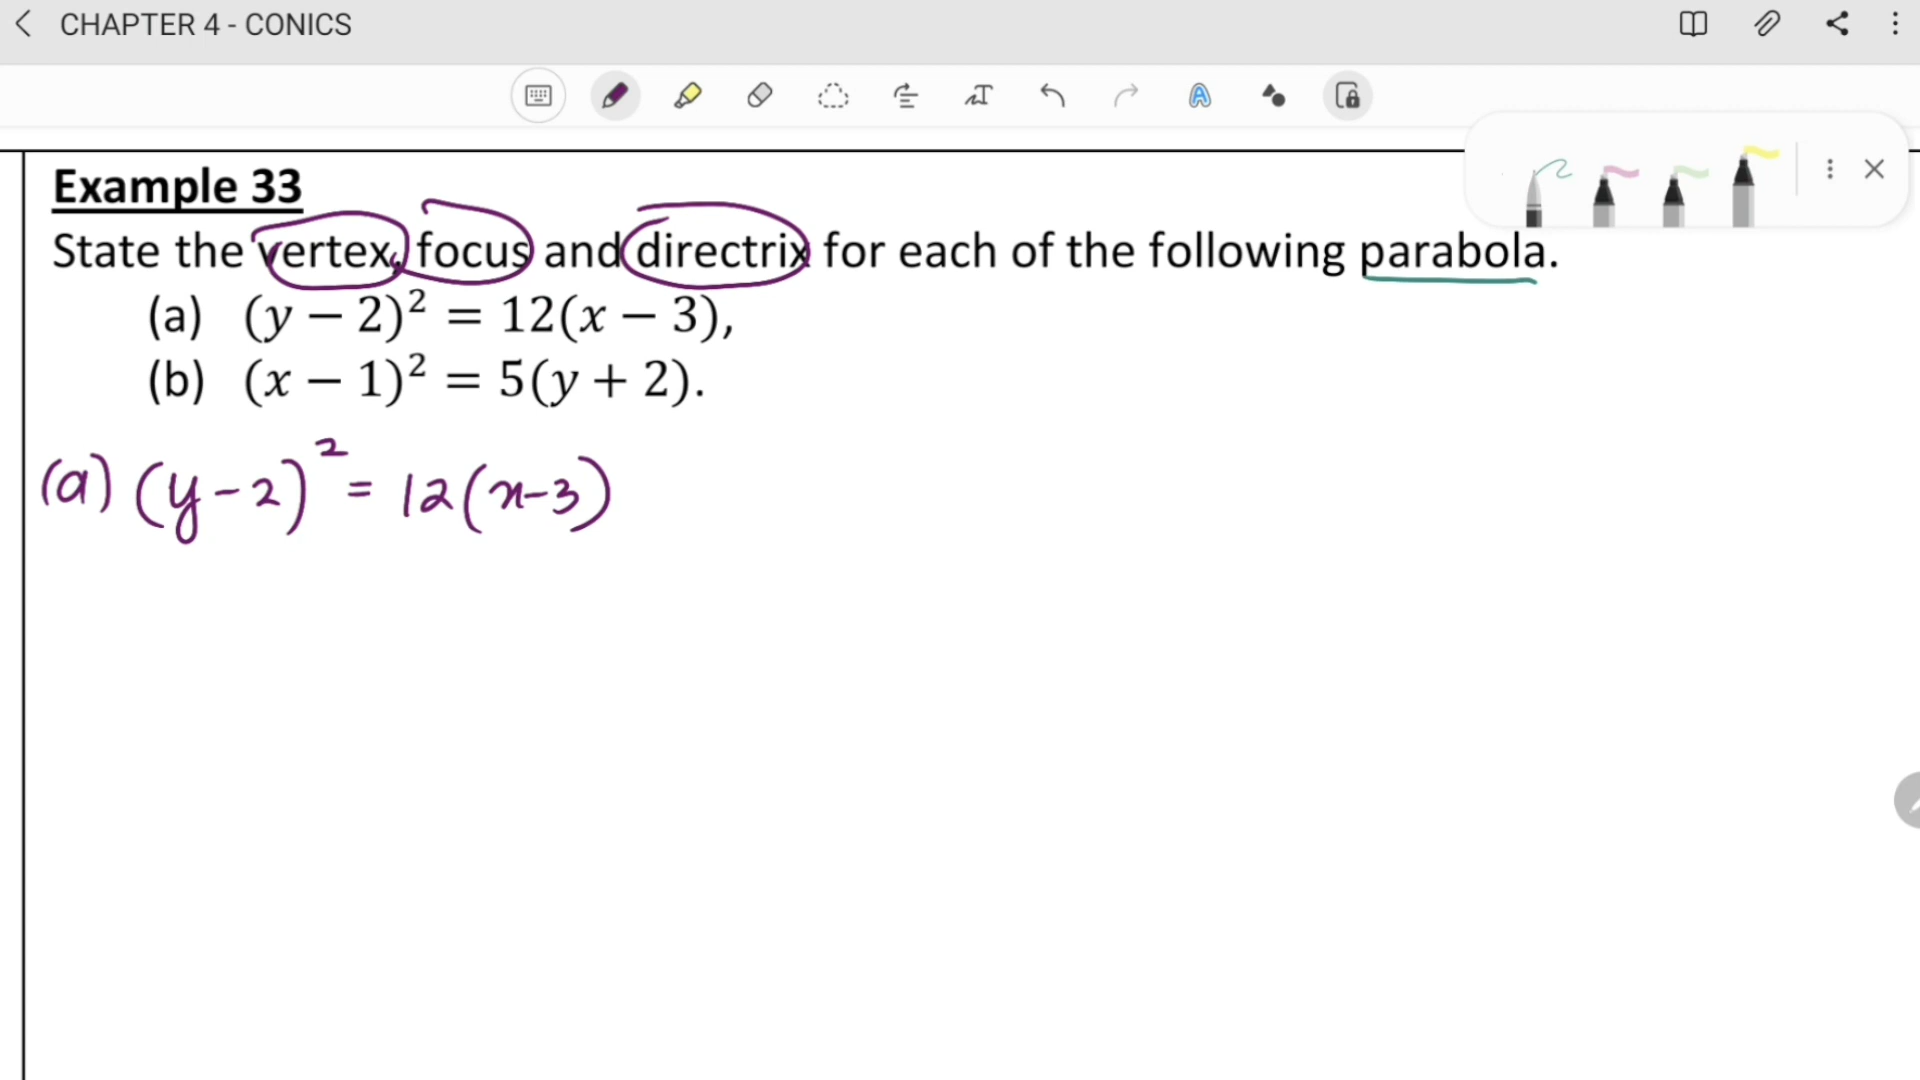 CHAPTER 4 - CONICS
Example 33
State the vertex, focus and directrix for each of the following parabola.
(a) (y − 2)² = 12(x − 3),
(b) (x − 1)² = 5(y + 2).
(a) (y-2)² = 12(x-3)